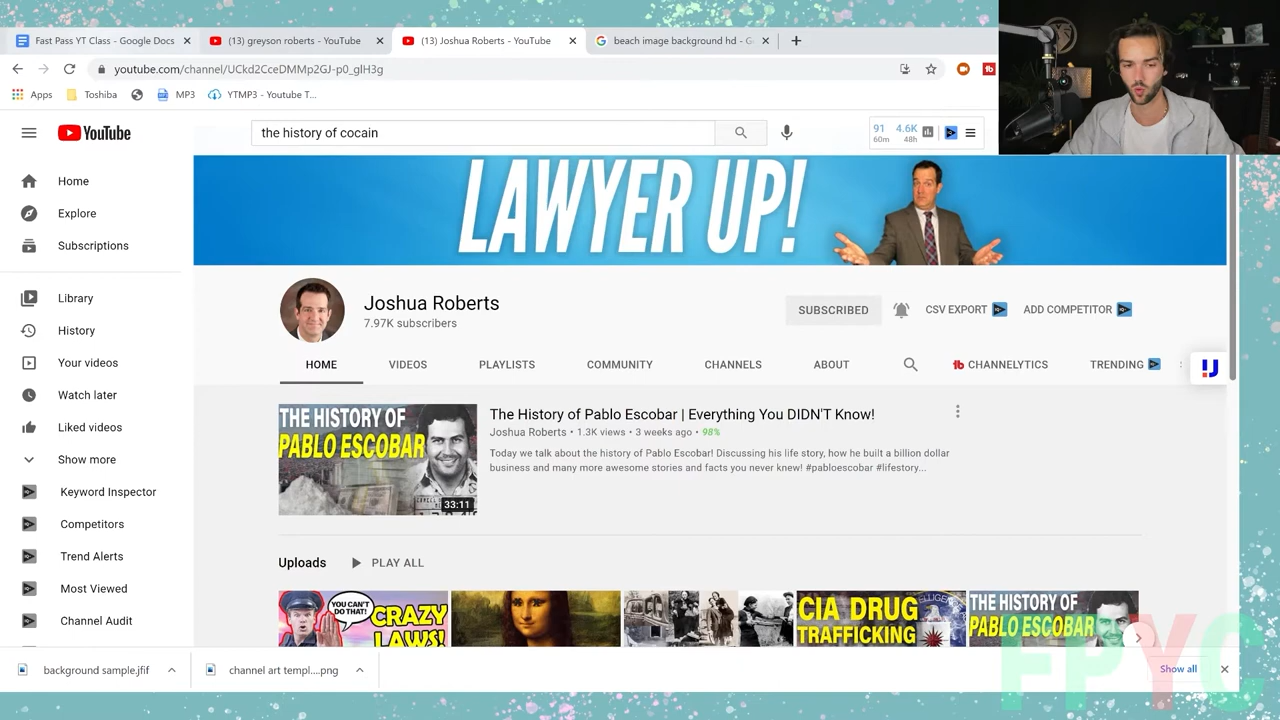 Fast Pass YT Class - Google Docs
(13) greyson roberts - YouTube
(13) Joshua Roberts - YouTube
beach image background hd - G
youtube.com/channel/UCkd2CceDMMp2GJ-p0_gIH3g
Apps
Toshiba
MP3
YTMP3 - Youtube T...
YouTube
the history of cocain
91
60m
4.6K
48h
LAWYER UP!
Home
Explore
Subscriptions
Library
History
Your videos
Watch later
Liked videos
Show more
Keyword Inspector
Competitors
Trend Alerts
Most Viewed
Channel Audit
Joshua Roberts
7.97K subscribers
SUBSCRIBED
CSV EXPORT
ADD COMPETITOR
HOME
VIDEOS
PLAYLISTS
COMMUNITY
CHANNELS
ABOUT
tb CHANNELYTICS
TRENDING
THE HISTORY OF
PABLO ESCOBAR
33:11
The History of Pablo Escobar | Everything You DIDN'T Know!
Joshua Roberts • 1.3K views • 3 weeks ago • 98%
Today we talk about the history of Pablo Escobar! Discussing his life story, how he built a billion dollar
business and many more awesome stories and facts you never knew! #pabloescobar #lifestory...
Uploads
PLAY ALL
YOU CAN'T
DO THAT!
CRAZY
LAWS!
CIA DRUG
TRAFFICKING
THE HISTORY OF
PABLO ESCOBAR
background sample.jfif
channel art templ....png
Show all
FPYC